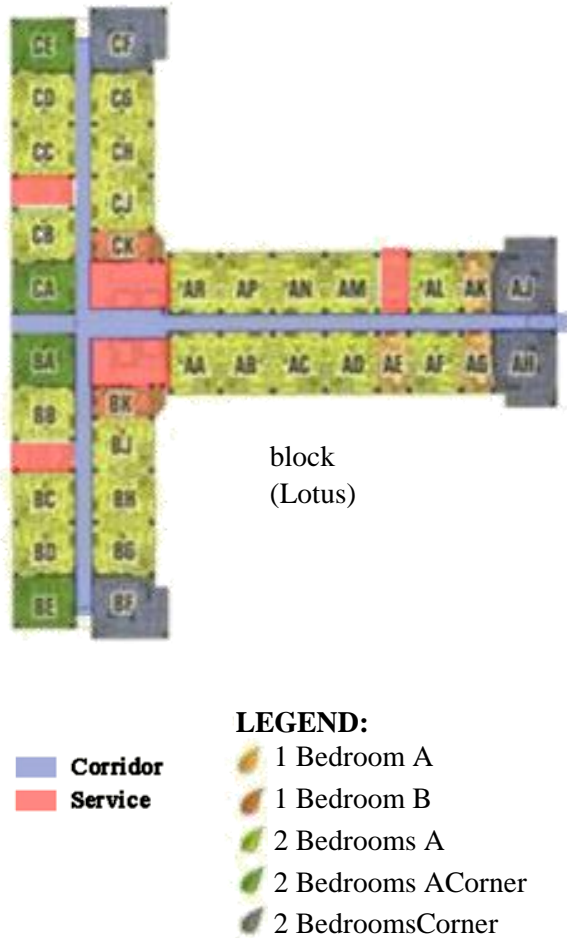 CE CF
CD CG
CC CH
CJ
CB CK
CA AR AP AN AM AL AK AJ
BA AA AB AC AD AE AF AG AH
BB BK
BJ
BC BH
BD BG
BE BF
block
(Lotus)
LEGEND:
Corridor
Service
1 Bedroom A
1 Bedroom B
2 Bedrooms A
2 Bedrooms ACorner
2 BedroomsCorner